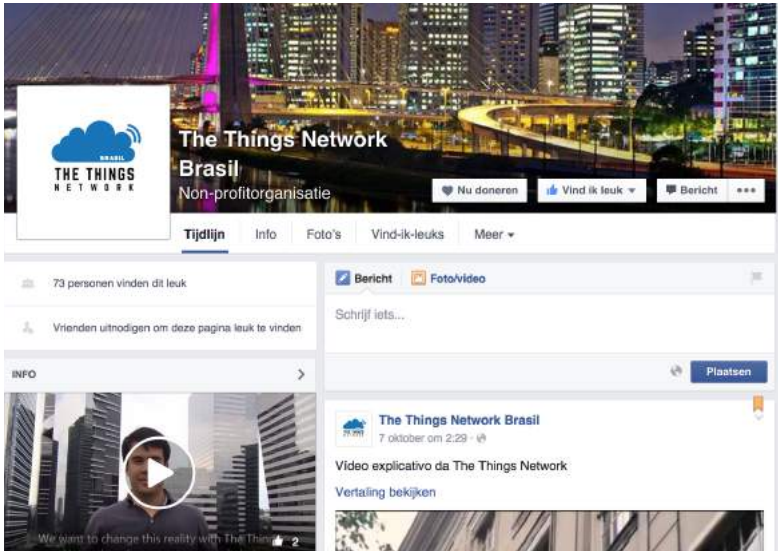 BRASIL
THE THINGS
NETWORK
The Things Network
Brasil
Non-profitorganisatie
Nu doneren
Vind ik leuk
Bericht
Tijdlijn Info Foto's Vind-ik-leuks Meer
73 personen vinden dit leuk
Vrienden uitnodigen om deze pagina leuk te vinden
INFO
We want to change this reality with The Thin
2
Bericht Foto/video
Schrijf iets...
Plaatsen
The Things Network Brasil
7 oktober om 2:29 ·
Vídeo explicativo da The Things Network
Vertaling bekijken